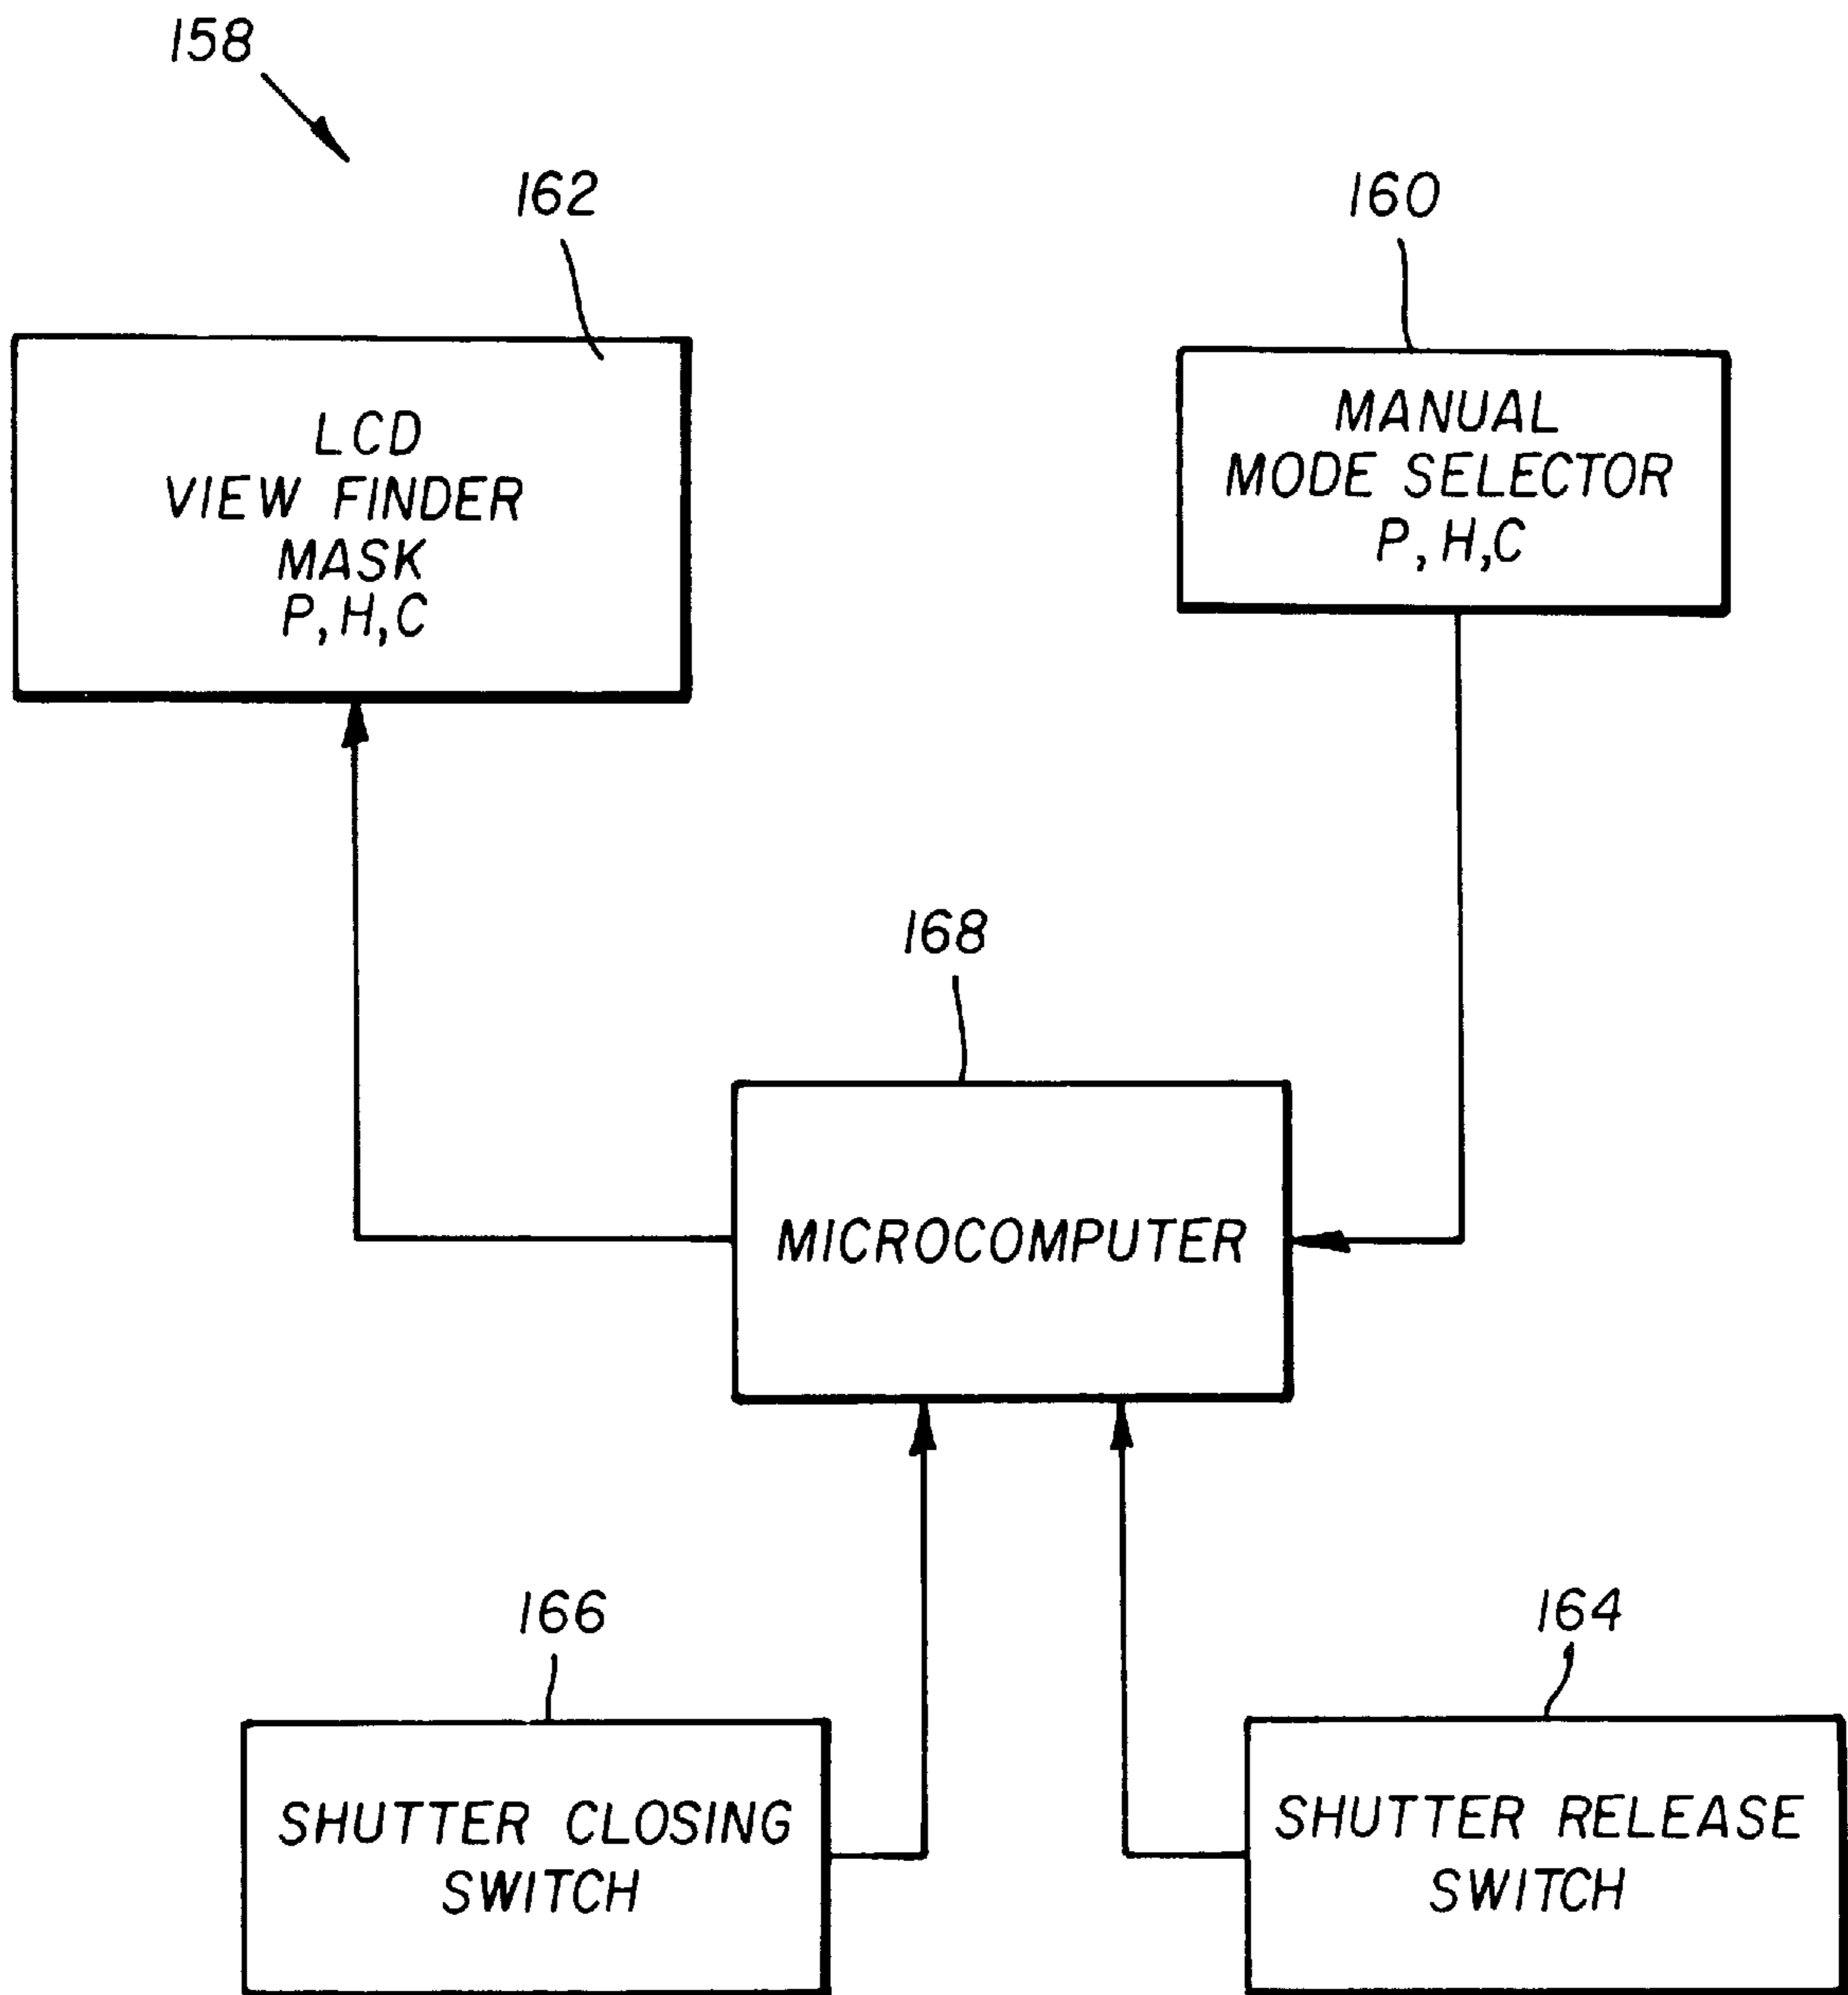 158
162
160
LCD
VIEW FINDER
MASK
P,H,C
MANUAL
MODE SELECTOR
P,H,C
168
MICROCOMPUTER
166
164
SHUTTER CLOSING
SWITCH
SHUTTER RELEASE
SWITCH